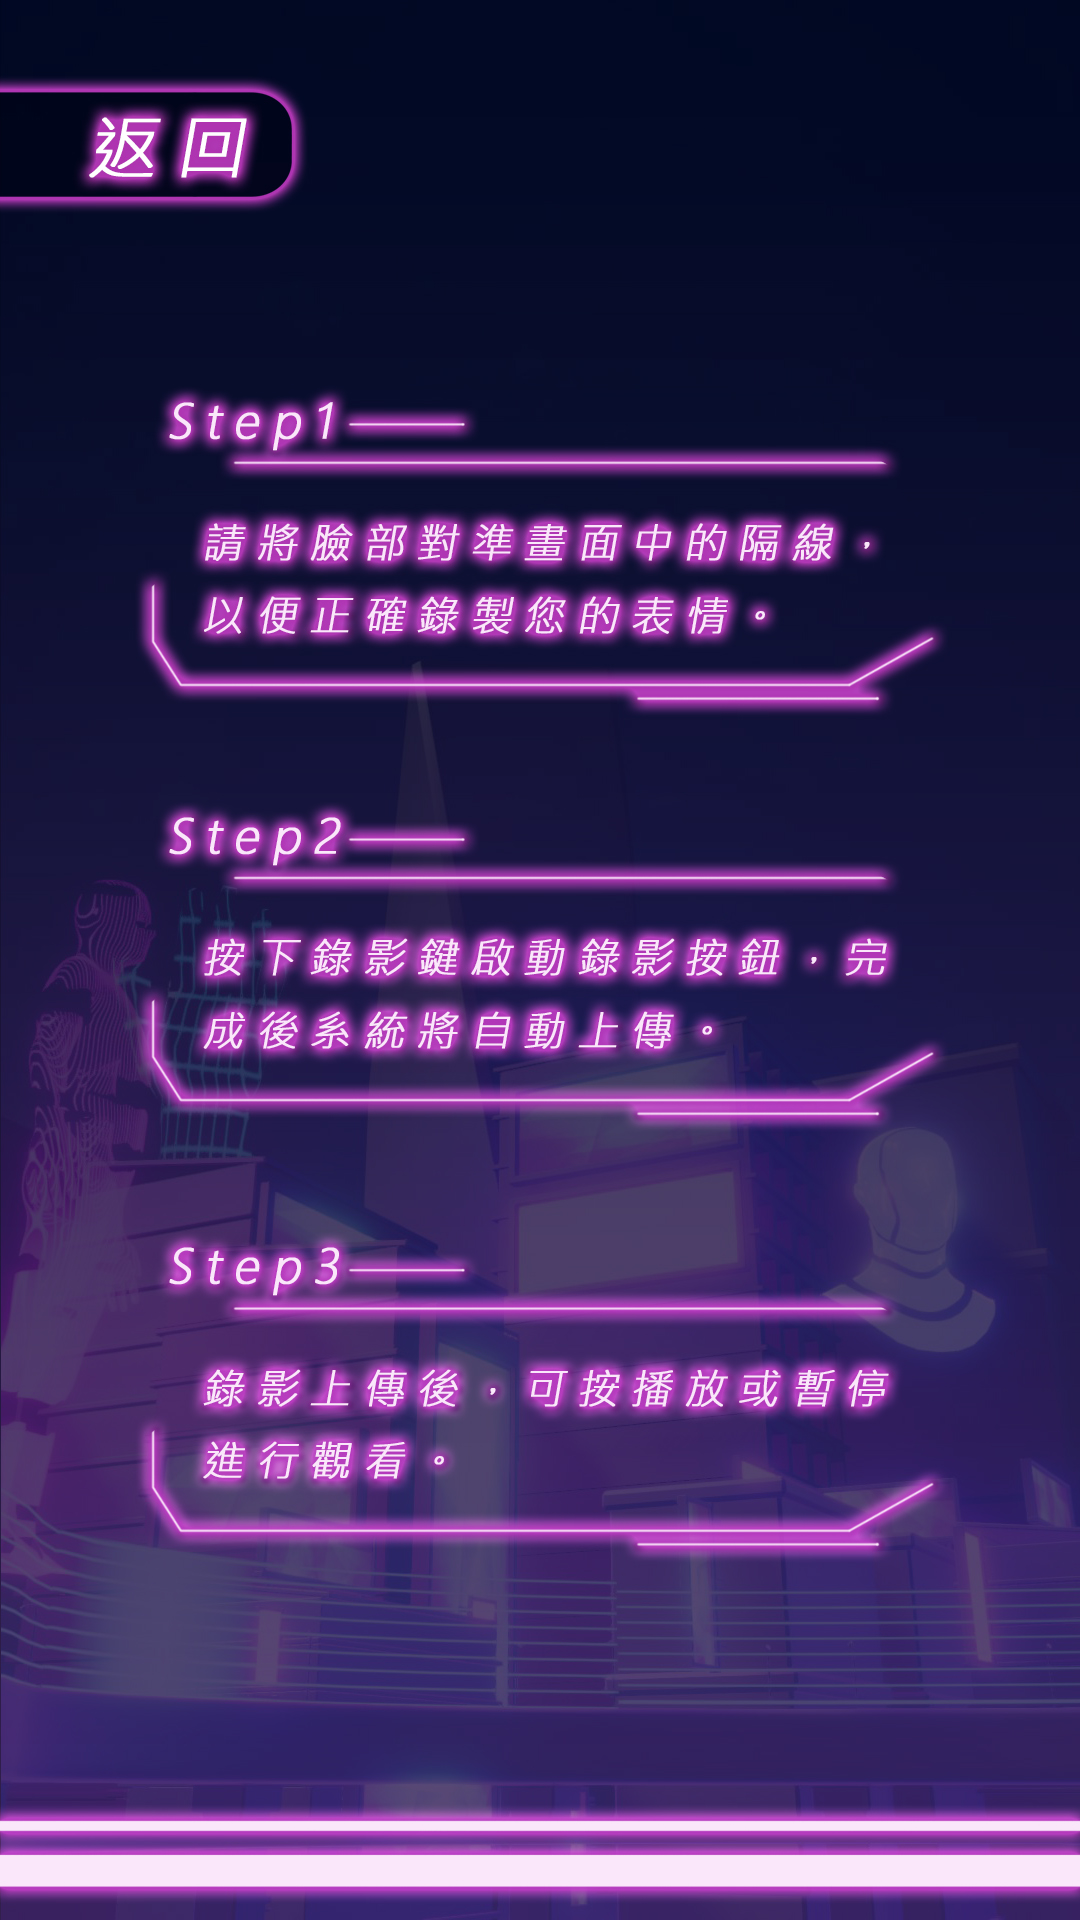 返回
Step1
請將臉部對準畫面中的隔線，
以便正確錄製您的表情。
Step2
按下錄影鍵啟動錄影按鈕，完
成後系統將自動上傳。
Step3
錄影上傳後，可按播放或暫停
進行觀看。